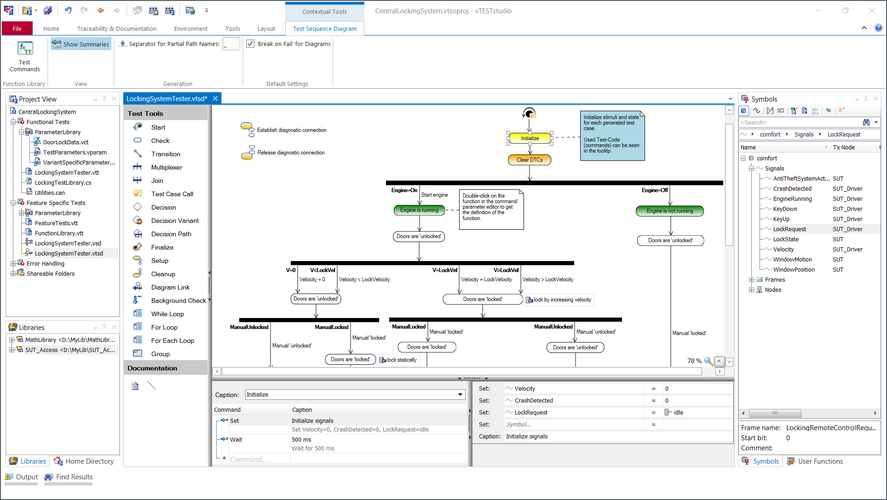 Contextual Tools
CentralLockingSystem.vtsoproj — vTESTstudio
File
Home
Traceability & Documentation
Environment
Tools
Layout
Test Sequence Diagram
Test Commands
Show Summaries
Separator for Partial Path Names: _
'Break on Fail' for Diagrams
Function Library
View
Generation
Default Settings
Project View
CentralLockingSystem
Functional Tests
ParameterLibrary
DoorLockData.vct
TestParameters.vparam
VariantSpecificParameter...
LockingSystemTester.vtt
LockingTestLibrary.cs
Utilities.can
Feature Specific Tests
ParameterLibrary
FeatureTests.vtt
FunctionLibrary.vtt
LockingSystemTester.vsd
LockingSystemTester.vtsd
Error Handling
Shareable Folders
Libraries
MathLibrary <D:\MyLib\MathLibr...
SUT_Access <D:\MyLib\SUT_Ac...
Libraries
Home Directory
Output
Find Results
LockingSystemTester.vtsd*
Test Tools
Start
Check
Transition
Multiplexer
Join
Test Case Call
Decision
Decision Variant
Decision Path
Finalize
Setup
Cleanup
Diagram Link
Background Check
While Loop
For Loop
For Each Loop
Group
Documentation
Establish diagnostic connection
Release diagnostic connection
Initialize
Clear DTCs
Initialize stimuli and state
for each generated test
case.
Used Test-Code
(commands) can be seen
in the tooltip.
Engine=On
Start engine
Engine is running
Doors are 'unlocked'
Double-click on the
function in the command/
parameter editor to get
the definition of the
function.
Engine=Off
Engine is not running
Doors are 'unlocked'
V=0
V<LockVel
V=LockVel
V>LockVel
Velocity = 0
Velocity < LockVelocity
Velocity = LockVelocity
Velocity > LockVelocity
Doors are 'unlocked'
Doors are 'locked'
lock by increasing velocity
ManualUnlocked
ManualLocked
ManualLocked
ManualUnlocked
Manual 'unlocked'
Manual 'locked'
Manual 'locked'
Manual 'unlocked'
Manual 'locked'
Doors are 'locked'
lock statically
Doors are 'locked'
Doors are 'unlocked'
78 %
Caption: Initialize
Command Caption
Set Initialize signals
Set Velocity=0, CrashDetected=0, LockRequest=idle
Wait 500 ms
Wait for 500 ms
* Command...
Set: Velocity = 0
Set: CrashDetected = 0
Set: LockRequest = idle
Set: Symbol... =
Caption: Initialize signals
Symbols
<Search>
comfort
Signals
LockRequest
Name Tx Node
comfort
Signals
AntiTheftSystemAct... SUT
CrashDetected SUT_Driver
EngineRunning SUT_Driver
KeyDown SUT_Driver
KeyUp SUT_Driver
LockRequest SUT_Driver
LockState SUT
Velocity SUT_Driver
WindowMotion SUT
WindowPosition SUT
Frames
Nodes
Frame name: LockingRemoteControlRequ...
Start bit: 0
Comment:
Symbols
User Functions